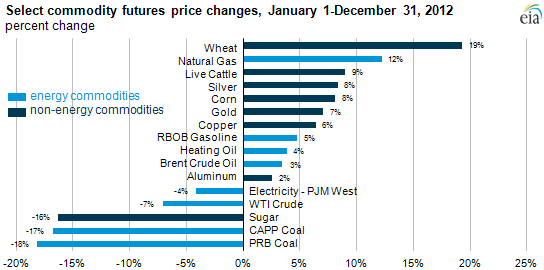 Select commodity futures price changes, January 1-December 31, 2012
percent change
eia
energy commodities
non-energy commodities
Wheat 19%
Natural Gas 12%
Live Cattle 9%
Silver 8%
Corn 8%
Gold 7%
Copper 6%
RBOB Gasoline 5%
Heating Oil 4%
Brent Crude Oil 3%
Aluminum 2%
-4% Electricity - PJM West
-7% WTI Crude
-16% Sugar
-17% CAPP Coal
-18% PRB Coal
-20% -15% -10% -5% 0% 5% 10% 15% 20% 25%